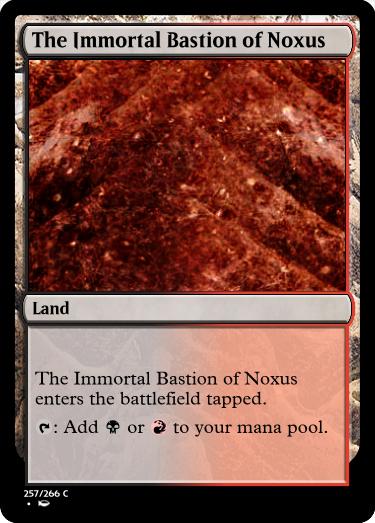 The Immortal Bastion of Noxus
Land
The Immortal Bastion of Noxus
enters the battlefield tapped.
: Add or to your mana pool.
257/266 C